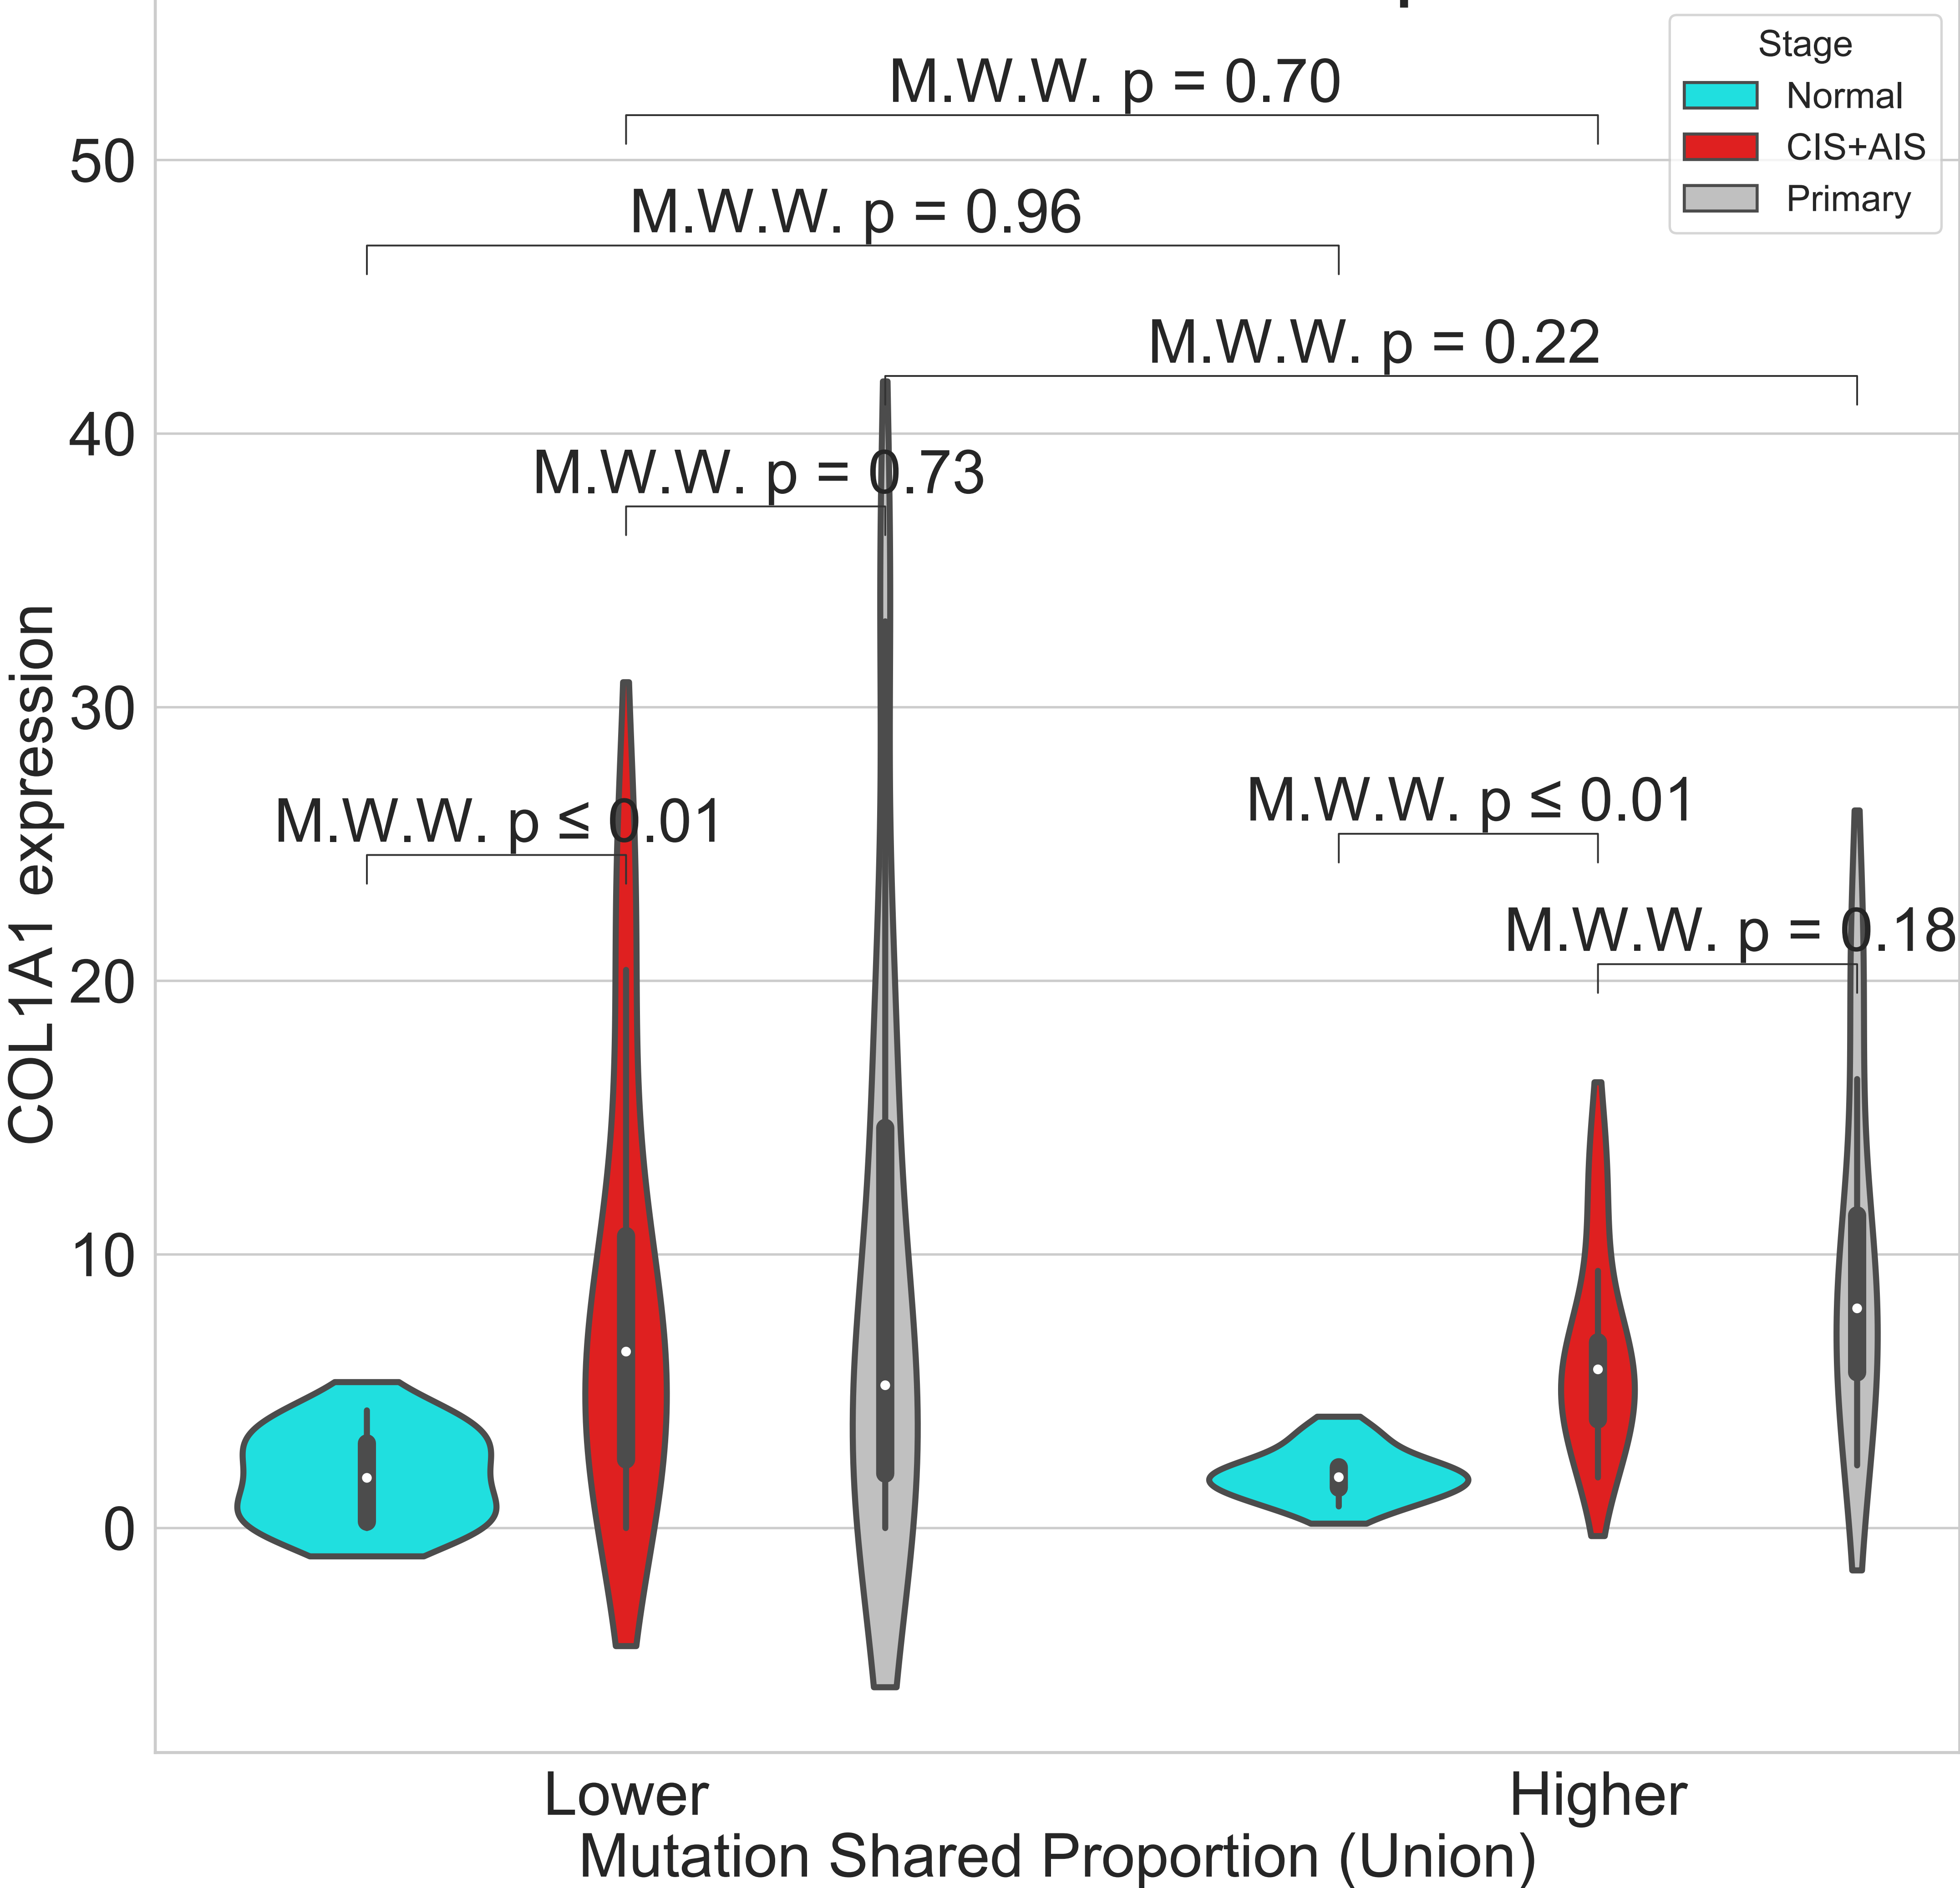 Stage
Normal
CIS+AIS
Primary
M.W.W. p = 0.70
M.W.W. p = 0.96
M.W.W. p = 0.22
M.W.W. p = 0.73
M.W.W. p ≤ 0.01
M.W.W. p ≤ 0.01
M.W.W. p = 0.18
50
40
30
20
10
0
COL1A1 expression
Lower
Higher
Mutation Shared Proportion (Union)